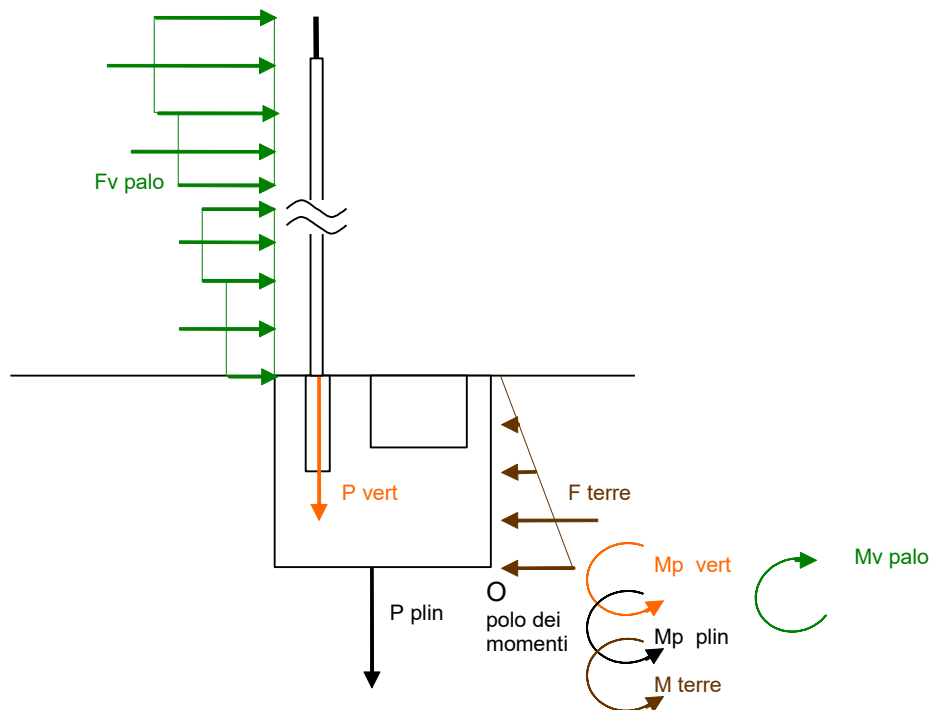 Fv palo
P vert
F terre
Mp vert
Mv palo
O
polo dei
momenti
P plin
Mp plin
M terre